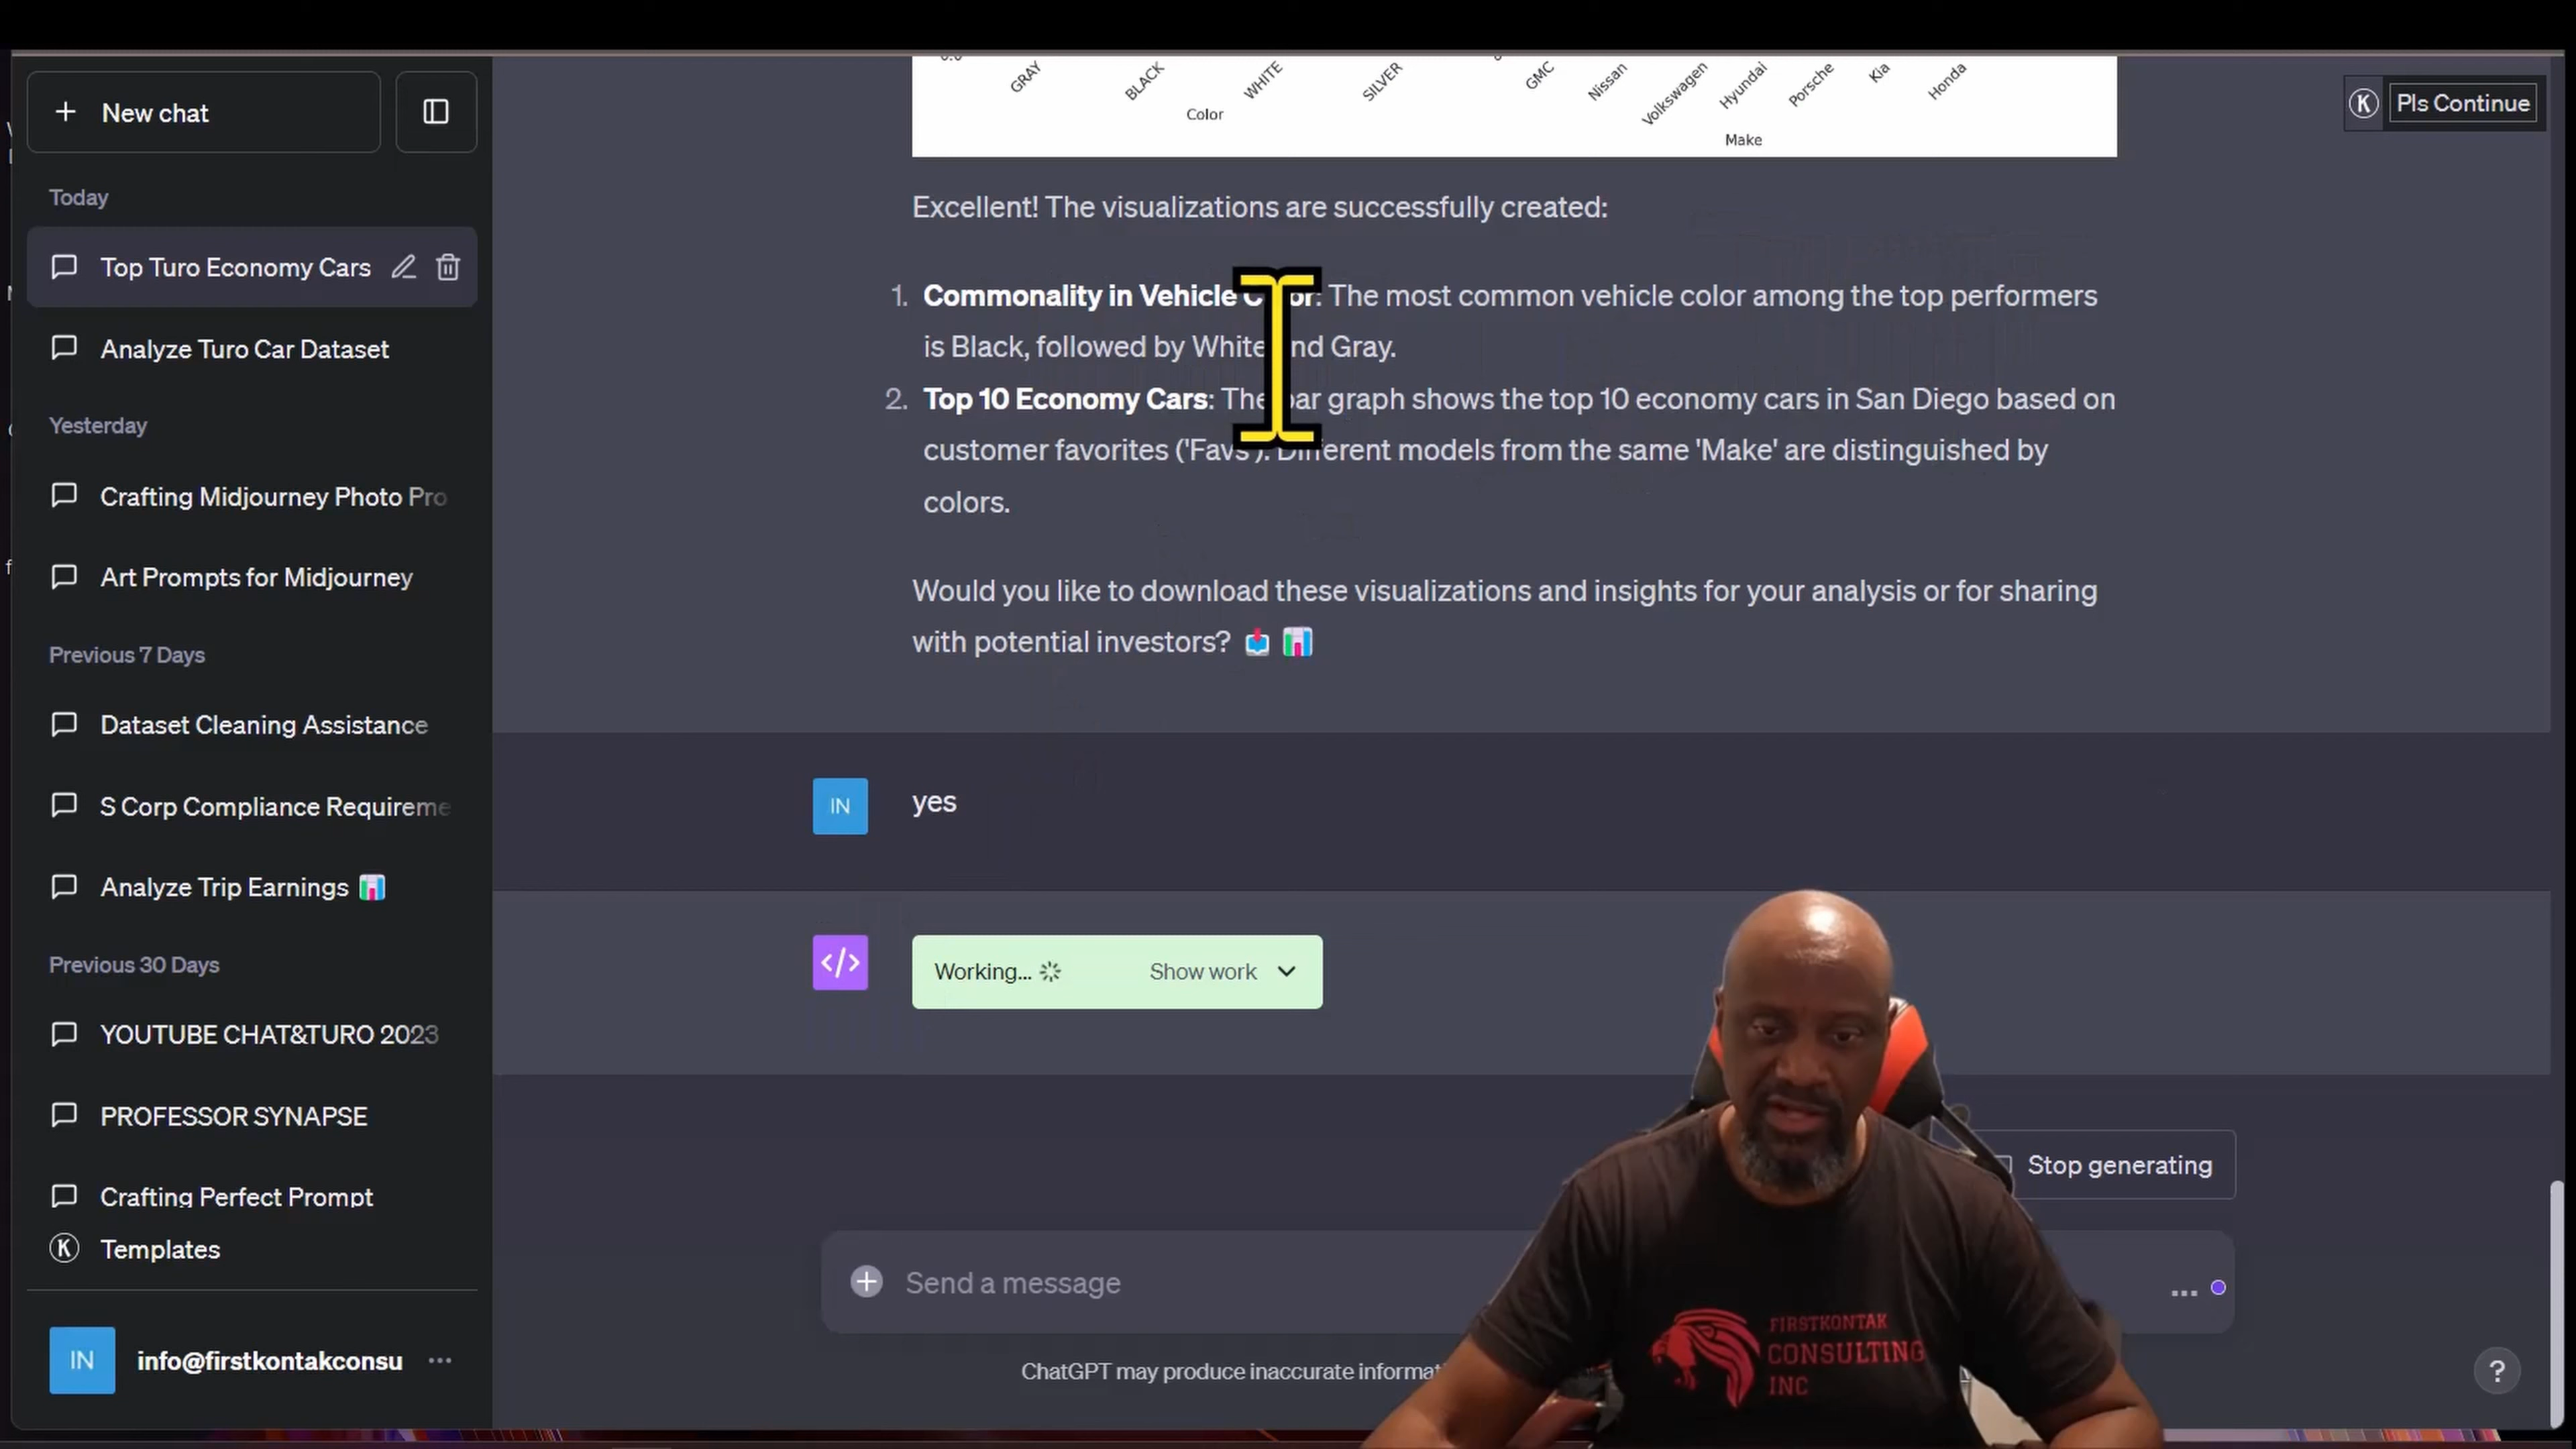 New chat
Today
Top Turo Economy Cars
Analyze Turo Car Dataset
Yesterday
Crafting Midjourney Photo Pro
Art Prompts for Midjourney
Previous 7 Days
Dataset Cleaning Assistance
S Corp Compliance Requireme
Analyze Trip Earnings
Previous 30 Days
YOUTUBE CHAT&TURO 2023
PROFESSOR SYNAPSE
Crafting Perfect Prompt
K Templates
IN info@firstkontakconsu ...
GRAY BLACK WHITE SILVER
Color
GMC Nissan Volkswagen Hyundai Porsche Kia Honda
Make
K Pls Continue
Excellent! The visualizations are successfully created:
1. Commonality in Vehicle The most common vehicle color among the top performers
is Black, followed by White Gray.
2. Top 10 Economy Cars: The graph shows the top 10 economy cars in San Diego based on
customer favorites ('Favs'). Different models from the same 'Make' are distinguished by
colors.
Would you like to download these visualizations and insights for your analysis or for sharing
with potential investors?
IN yes
</> Working... Show work
Stop generating
Send a message
...
ChatGPT may produce inaccurate
?
FIRSTKONTAK
CONSULTING
INC